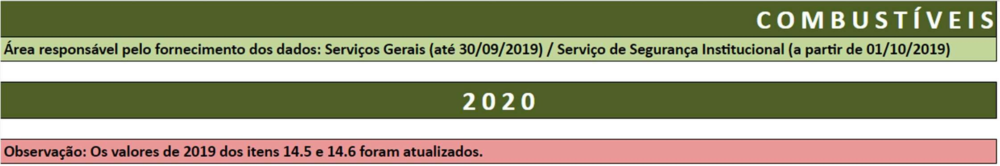 COMBUSTÍVEIS
Área responsável pelo fornecimento dos dados: Serviços Gerais (até 30/09/2019) / Serviço de Segurança Institucional (a partir de 01/10/2019)
2020
Observação: Os valores de 2019 dos itens 14.5 e 14.6 foram atualizados.